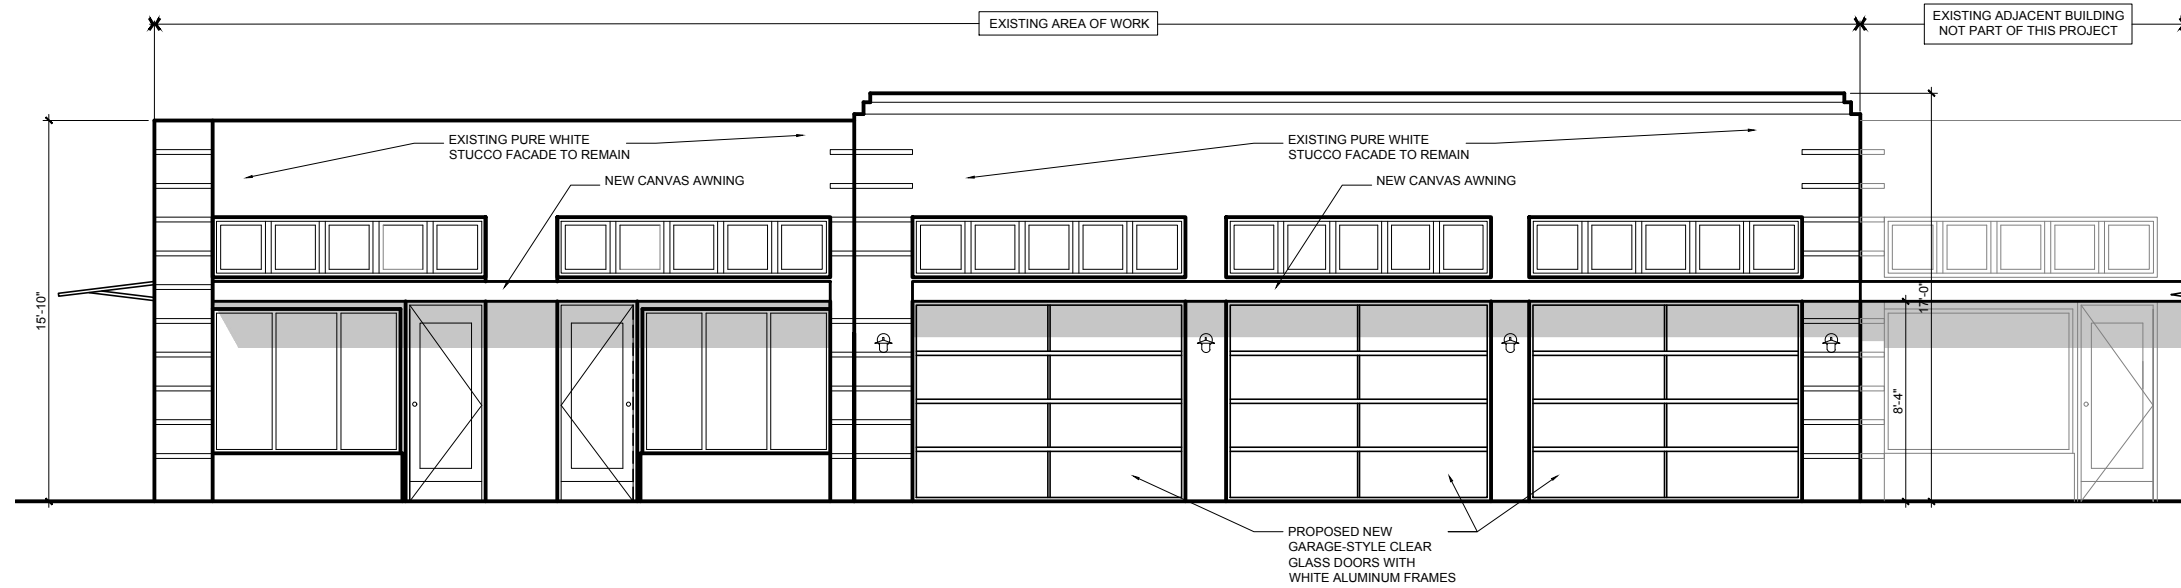 EXISTING AREA OF WORK
EXISTING ADJACENT BUILDING
NOT PART OF THIS PROJECT
EXISTING PURE WHITE
STUCCO FACADE TO REMAIN
NEW CANVAS AWNING
EXISTING PURE WHITE
STUCCO FACADE TO REMAIN
NEW CANVAS AWNING
15'-10"
17'-0"
8'-4"
PROPOSED NEW
GARAGE-STYLE CLEAR
GLASS DOORS WITH
WHITE ALUMINUM FRAMES